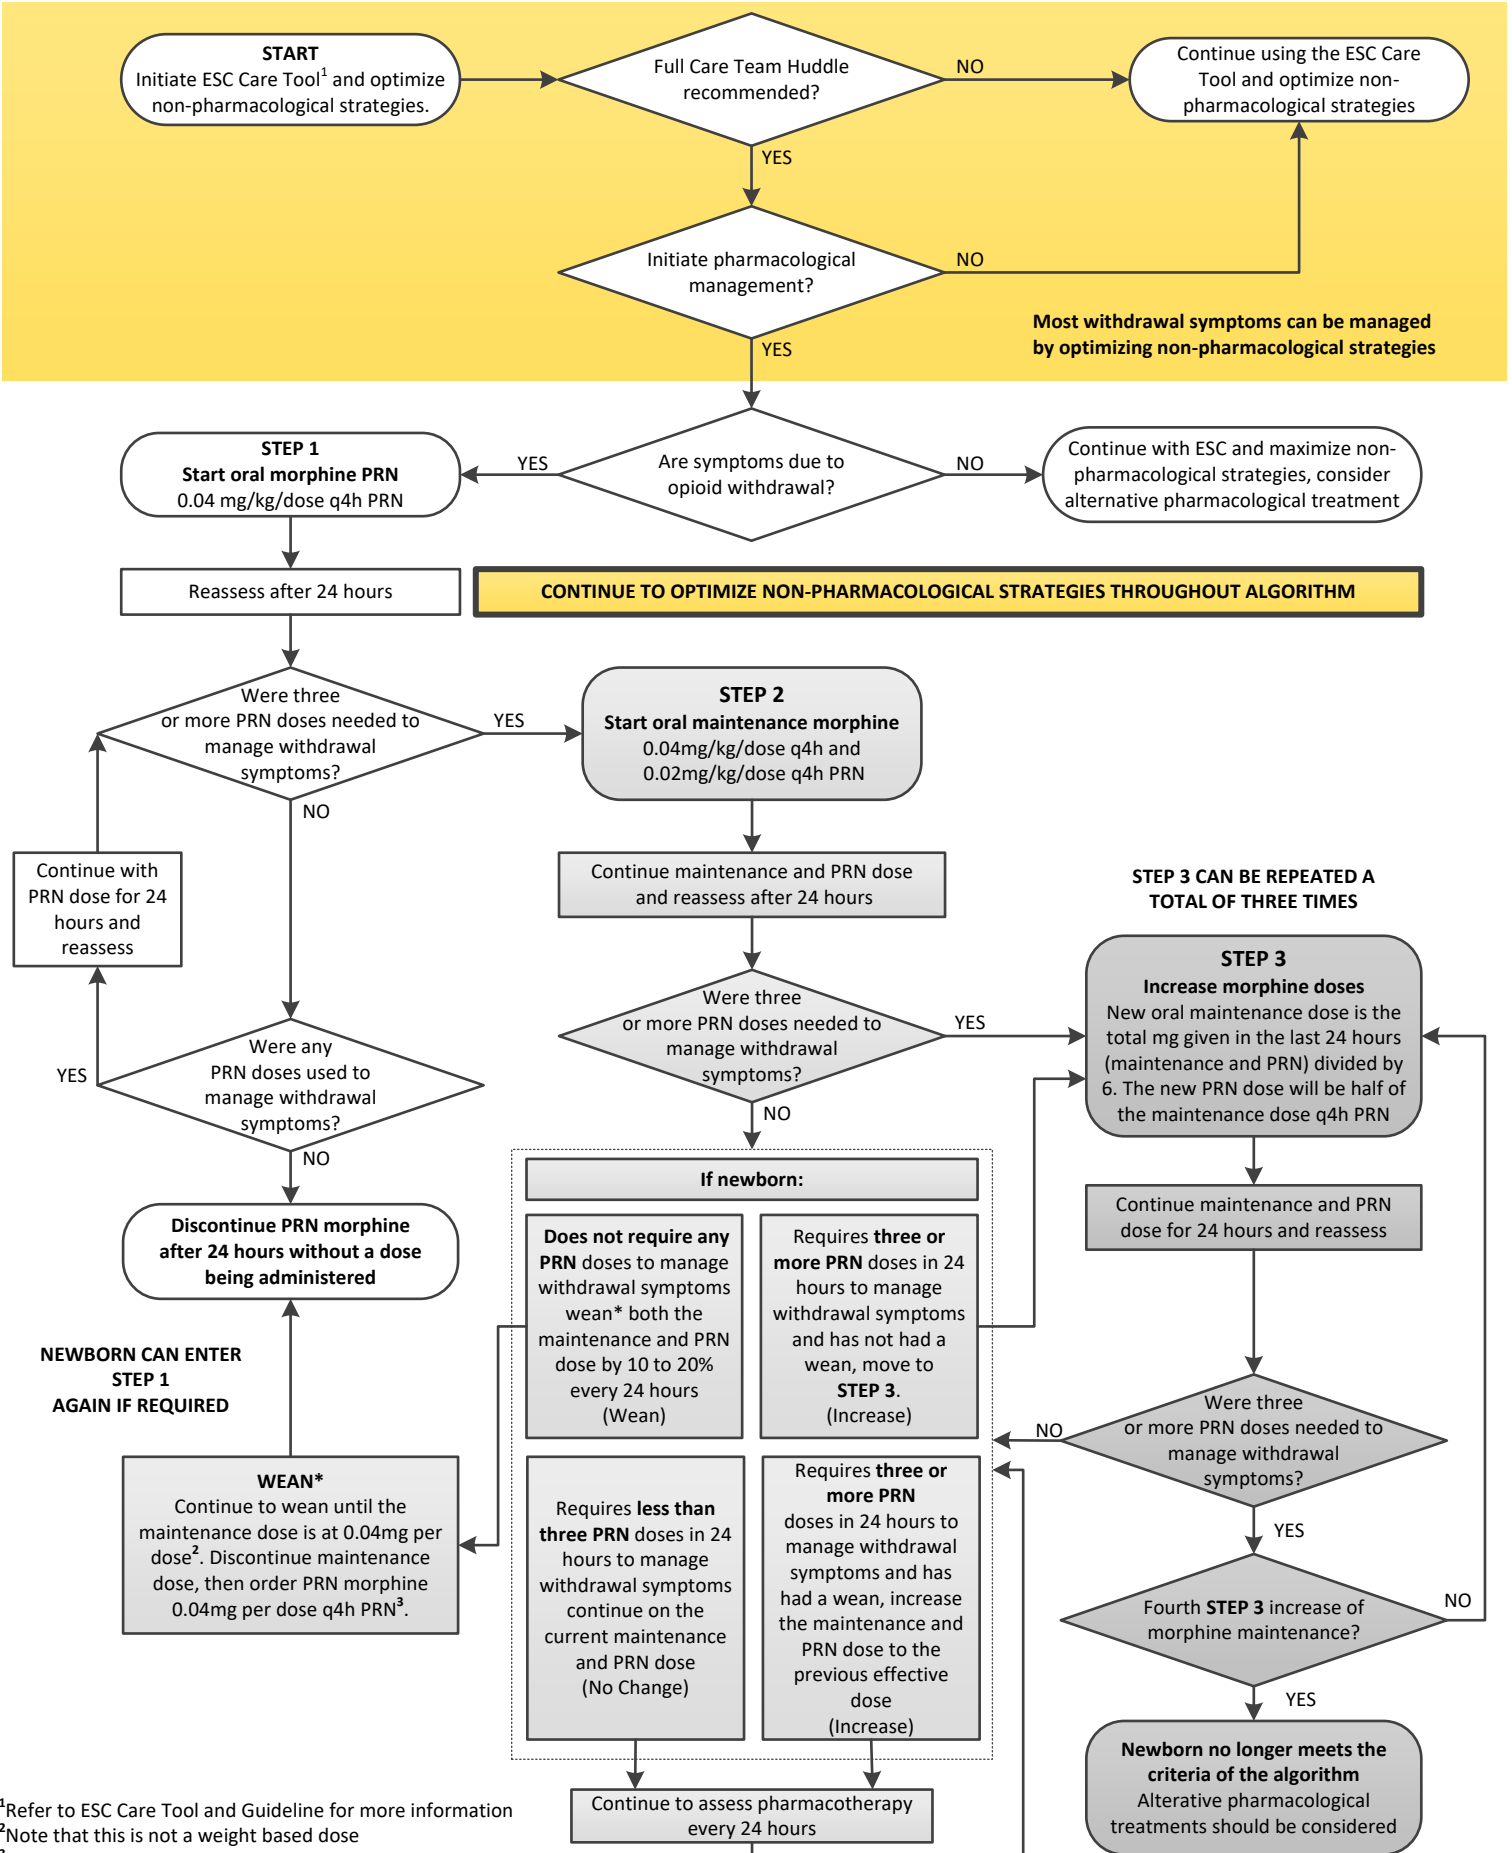 START
Initiate ESC Care Tool¹ and optimize
non-pharmacological strategies.
Full Care Team Huddle
recommended?
NO
Continue using the ESC Care
Tool and optimize non-
pharmacological strategies
YES
Initiate pharmacological
management?
NO
Most withdrawal symptoms can be managed
by optimizing non-pharmacological strategies
YES
STEP 1
Start oral morphine PRN
0.04 mg/kg/dose q4h PRN
YES
Are symptoms due to
opioid withdrawal?
NO
Continue with ESC and maximize non-
pharmacological strategies, consider
alternative pharmacological treatment
Reassess after 24 hours
CONTINUE TO OPTIMIZE NON-PHARMACOLOGICAL STRATEGIES THROUGHOUT ALGORITHM
Were three
or more PRN doses needed to
manage withdrawal
symptoms?
YES
NO
STEP 2
Start oral maintenance morphine
0.04mg/kg/dose q4h and
0.02mg/kg/dose q4h PRN
Continue with
PRN dose for 24
hours and
reassess
Continue maintenance and PRN dose
and reassess after 24 hours
STEP 3 CAN BE REPEATED A
TOTAL OF THREE TIMES
Were three
or more PRN doses needed to
manage withdrawal
symptoms?
YES
NO
STEP 3
Increase morphine doses
New oral maintenance dose is the
total mg given in the last 24 hours
(maintenance and PRN) divided by
6. The new PRN dose will be half of
the maintenance dose q4h PRN
YES
Were any
PRN doses used to
manage withdrawal
symptoms?
NO
Discontinue PRN morphine
after 24 hours without a dose
being administered
If newborn:
Does not require any
PRN doses to manage
withdrawal symptoms
wean* both the
maintenance and PRN
dose by 10 to 20%
every 24 hours
(Wean)
Requires three or
more PRN doses in 24
hours to manage
withdrawal symptoms
and has not had a
wean, move to
STEP 3.
(Increase)
Continue maintenance and PRN
dose for 24 hours and reassess
NEWBORN CAN ENTER
STEP 1
AGAIN IF REQUIRED
NO
Were three
or more PRN doses needed to
manage withdrawal
symptoms?
YES
WEAN*
Continue to wean until the
maintenance dose is at 0.04mg per
dose². Discontinue maintenance
dose, then order PRN morphine
0.04mg per dose q4h PRN³.
Requires less than
three PRN doses in 24
hours to manage
withdrawal symptoms
continue on the
current maintenance
and PRN dose
(No Change)
Requires three or
more PRN
doses in 24 hours to
manage withdrawal
symptoms and has
had a wean, increase
the maintenance and
PRN dose to the
previous effective
dose
(Increase)
Fourth STEP 3 increase of
morphine maintenance?
NO
YES
Newborn no longer meets the
criteria of the algorithm
Alterative pharmacological
treatments should be considered
Continue to assess pharmacotherapy
every 24 hours
¹Refer to ESC Care Tool and Guideline for more information
²Note that this is not a weight based dose